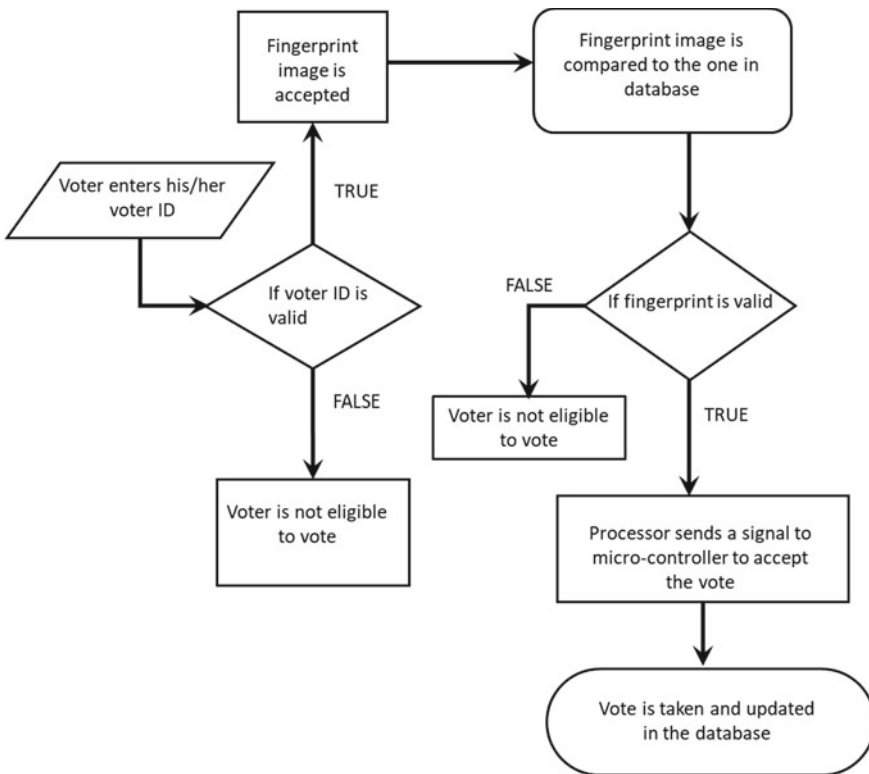 Fingerprint
image is
accepted
Fingerprint image is
compared to the one in
database
Voter enters his/her
voter ID
TRUE
If voter ID is
valid
FALSE
If fingerprint is valid
FALSE
Voter is not eligible
to vote
TRUE
Voter is not eligible
to vote
Processor sends a signal to
micro-controller to accept
the vote
Vote is taken and updated
in the database